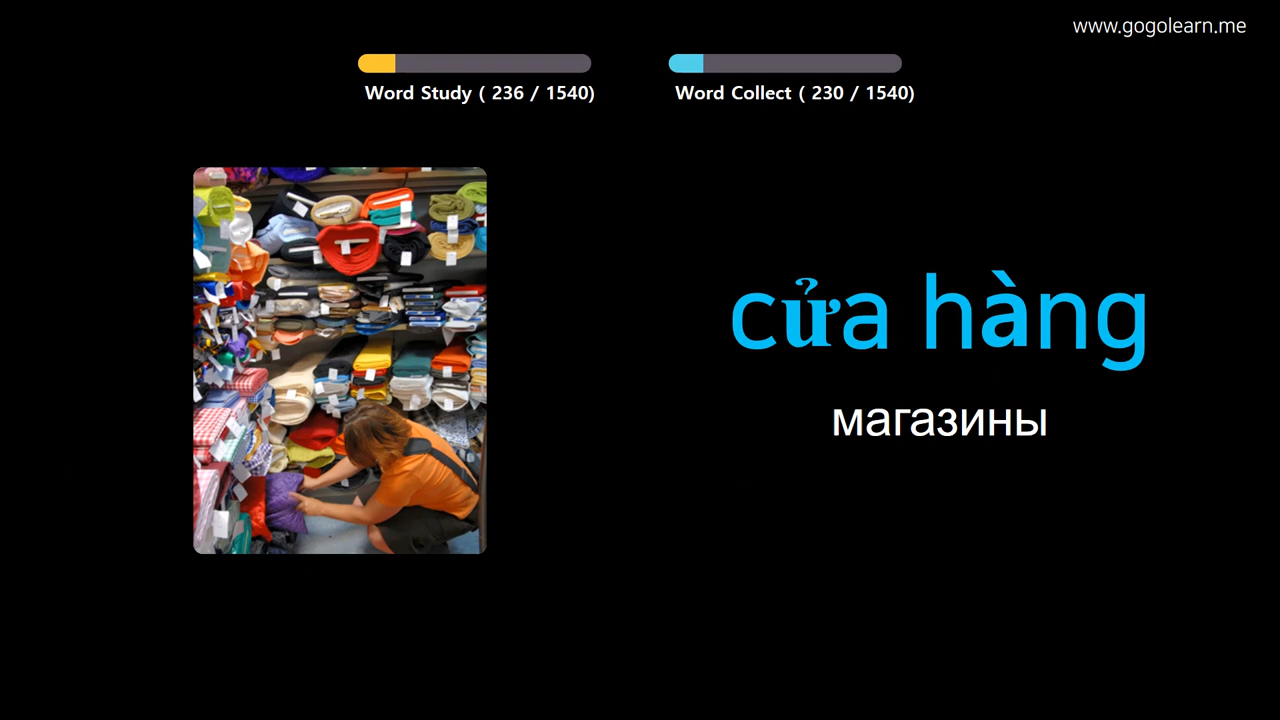 www.gogolearn.me
Word Study ( 236 / 1540)
Word Collect ( 230 / 1540)
cửa hàng
магазины